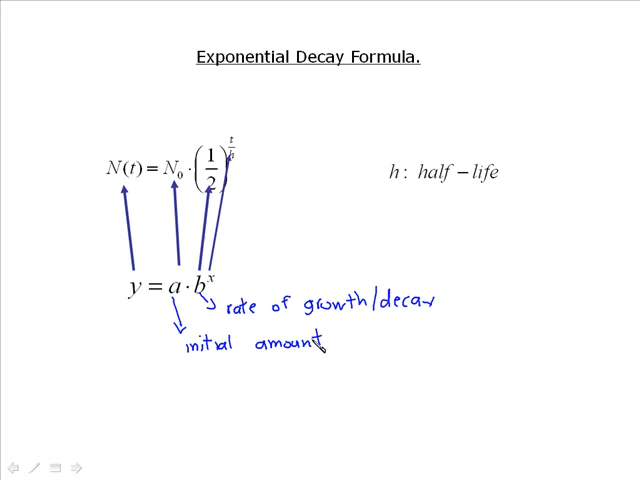 Exponential Decay Formula.
N(t) = N₀ · (1/2)^(t/h)
h : half – life
y = a · b^x
rate of growth/decay
initial amount